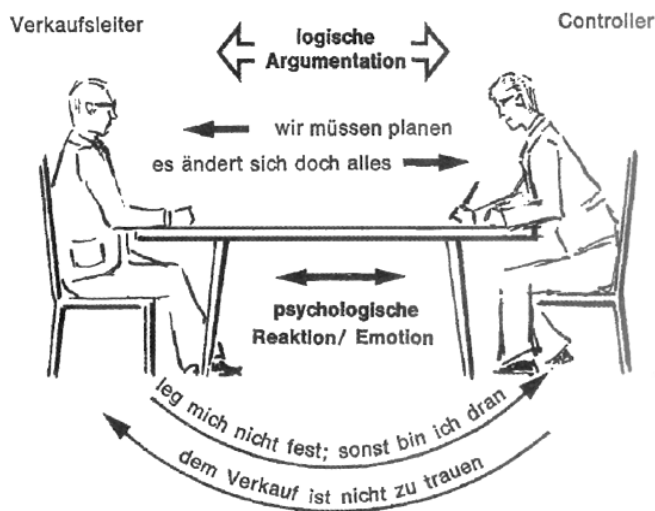 Verkaufsleiter
Controller
logische
Argumentation
wir müssen planen
es ändert sich doch alles
psychologische
Reaktion/ Emotion
leg mich nicht fest; sonst bin ich dran
dem Verkauf ist nicht zu trauen